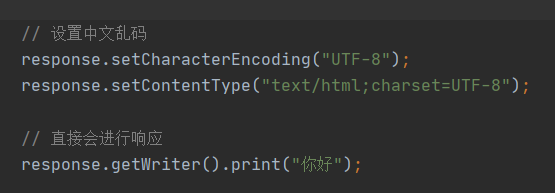 // 设置中文乱码
response.setCharacterEncoding("UTF-8");
response.setContentType("text/html;charset=UTF-8");
// 直接会进行响应
response.getWriter().print("你好");